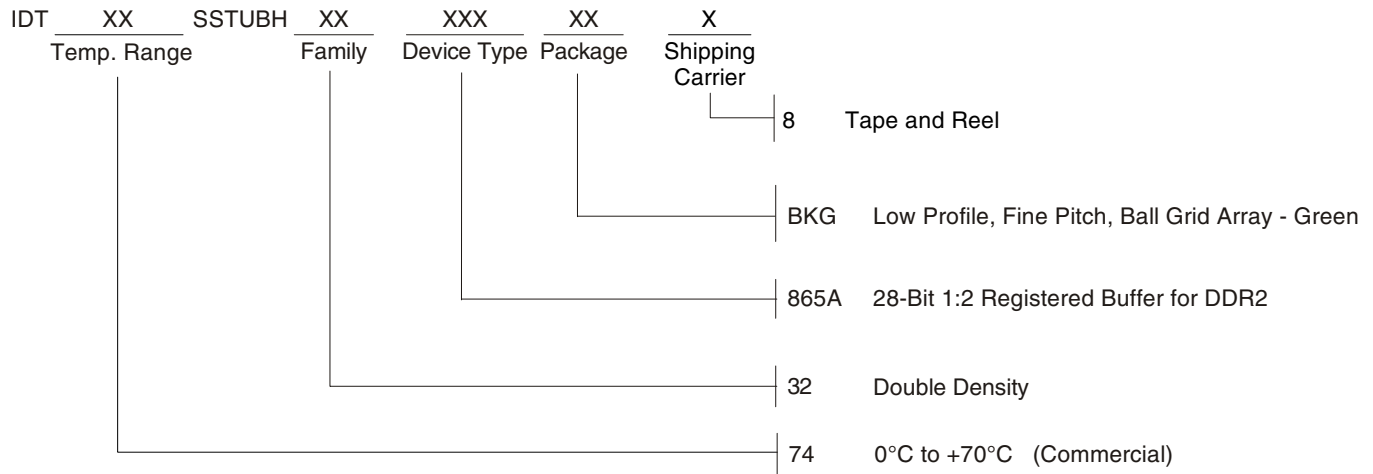 IDT XX SSTUBH XX XXX XX X
Temp. Range Family Device Type Package Shipping
Carrier
8 Tape and Reel
BKG Low Profile, Fine Pitch, Ball Grid Array - Green
865A 28-Bit 1:2 Registered Buffer for DDR2
32 Double Density
74 0°C to +70°C (Commercial)